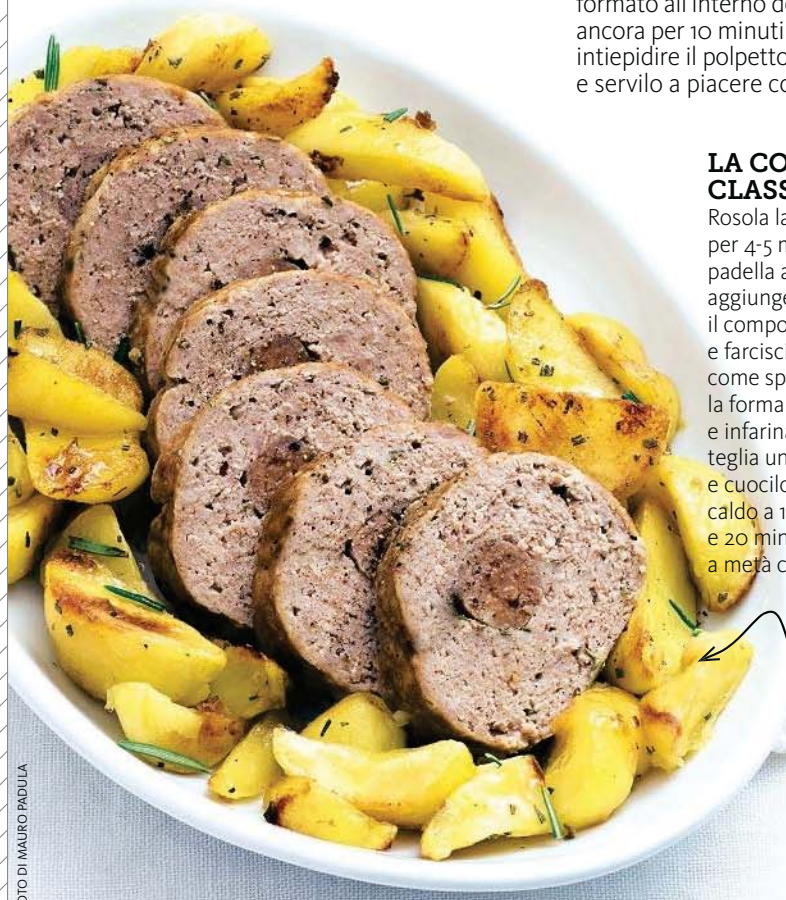 formato all'interno de
ancora per 10 minuti
intiepidire il polpetto
e servilo a piacere co
LA CO
CLASS
Rosola la
per 4-5 m
padella a
aggiunge
il compo
e farcisci
come sp
la forma
e infarina
teglia un
e cuocilo
caldo a 1
e 20 min
a metà c
OTO DI MAURO PADULA